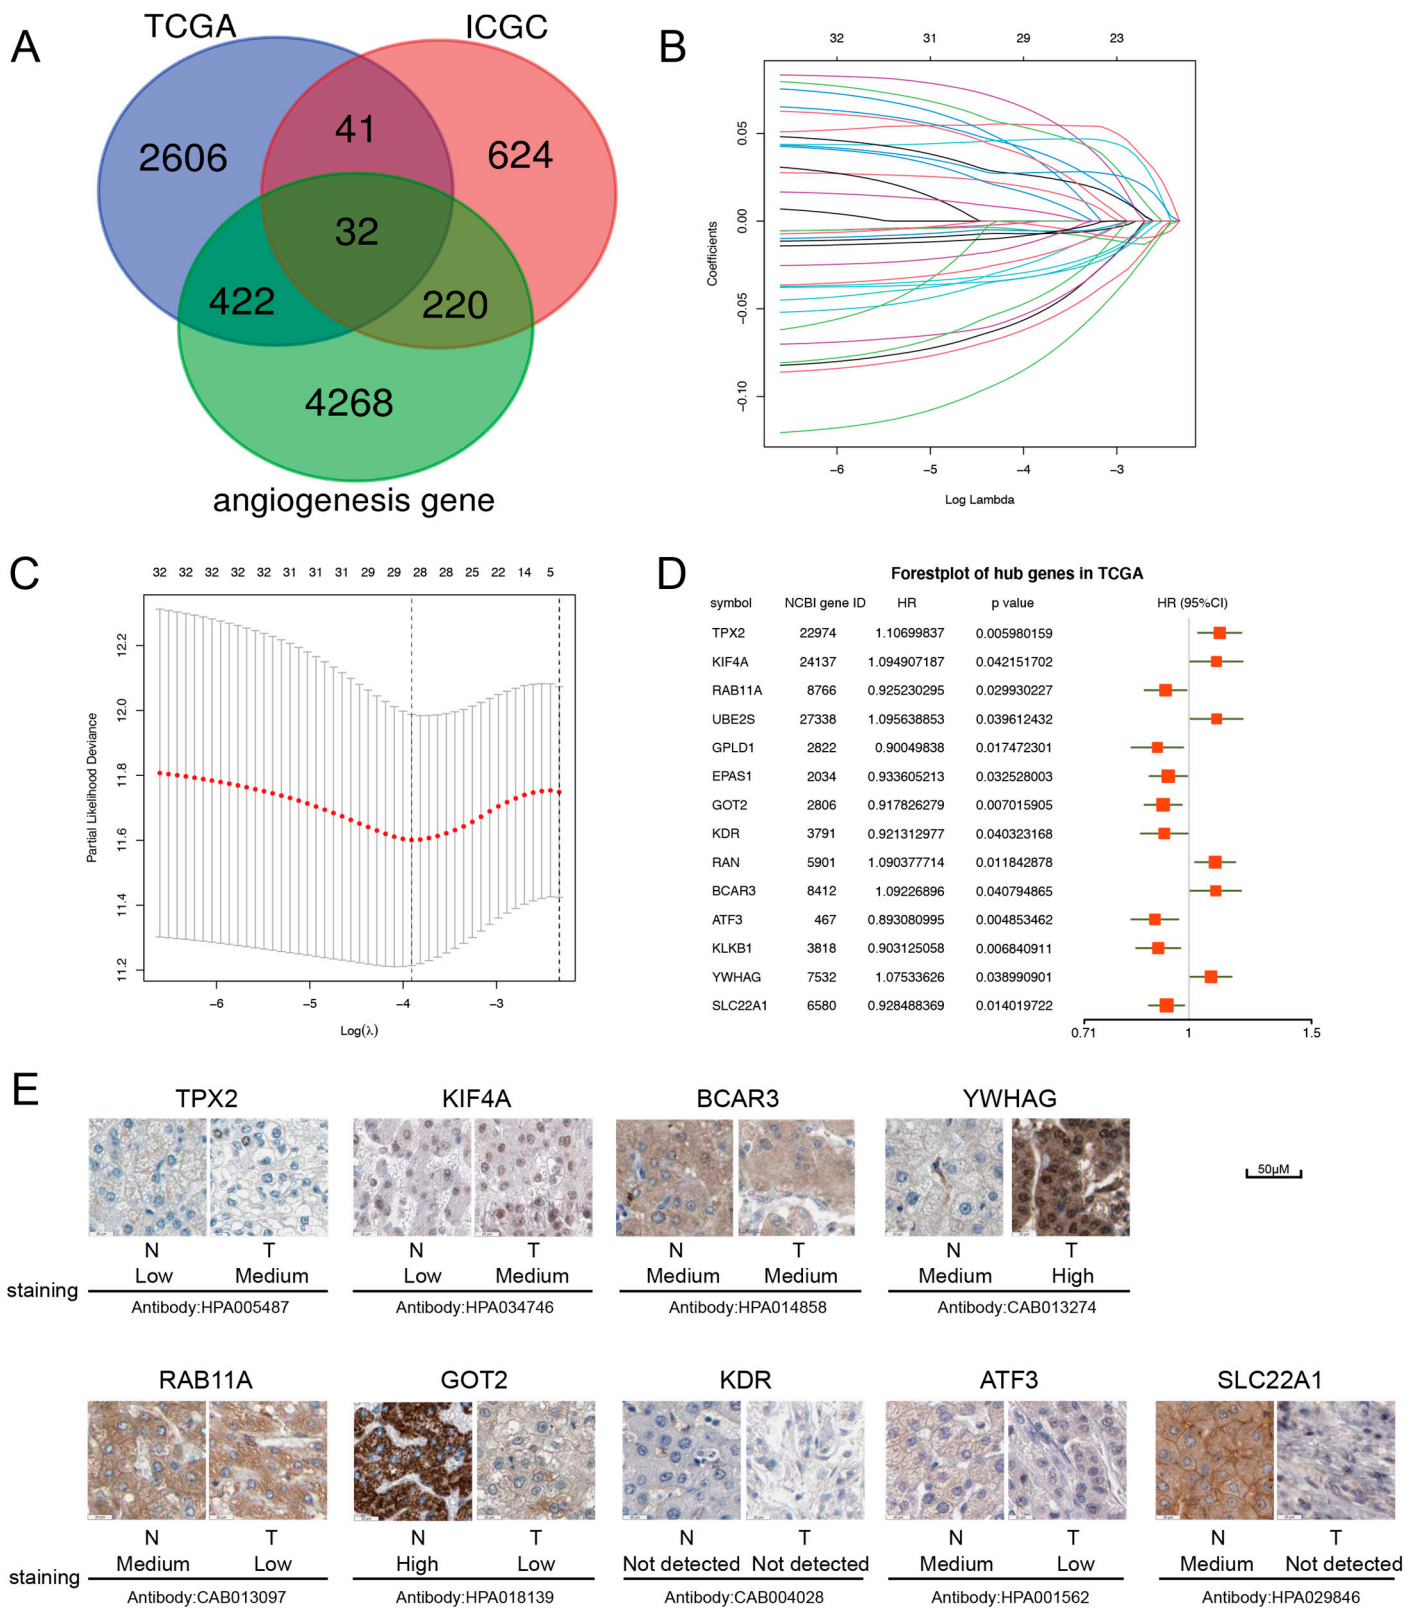 A
TCGA
ICGC
2606
41
624
32
422
220
4268
angiogenesis gene
B
32 31 29 23
Coefficients
0.05
0.00
−0.05
−0.10
−6 −5 −4 −3
Log Lambda
C
32 32 32 32 32 31 31 31 29 29 28 28 25 22 14 5
Partial Likelihood Deviance
12.2
12.0
11.8
11.6
11.4
11.2
−6 −5 −4 −3
Log(λ)
D
Forestplot of hub genes in TCGA
symbol NCBI gene ID HR p value HR (95%CI)
TPX2 22974 1.10699837 0.005980159
KIF4A 24137 1.094907187 0.042151702
RAB11A 8766 0.925230295 0.029930227
UBE2S 27338 1.095638853 0.039612432
GPLD1 2822 0.90049838 0.017472301
EPAS1 2034 0.933605213 0.032528003
GOT2 2806 0.917826279 0.007015905
KDR 3791 0.921312977 0.040323168
RAN 5901 1.090377714 0.011842878
BCAR3 8412 1.09226896 0.040794865
ATF3 467 0.893080995 0.004853462
KLKB1 3818 0.903125058 0.006840911
YWHAG 7532 1.07533626 0.038990901
SLC22A1 6580 0.928488369 0.014019722
0.71 1 1.5
E
TPX2 KIF4A BCAR3 YWHAG
50μM
N T N T N T N T
Low Medium Low Medium Medium Medium Medium High
staining
Antibody:HPA005487 Antibody:HPA034746 Antibody:HPA014858 Antibody:CAB013274
RAB11A GOT2 KDR ATF3 SLC22A1
N T N T N T N T N T
Medium Low High Low Not detected Not detected Medium Low Medium Not detected
staining
Antibody:CAB013097 Antibody:HPA018139 Antibody:CAB004028 Antibody:HPA001562 Antibody:HPA029846